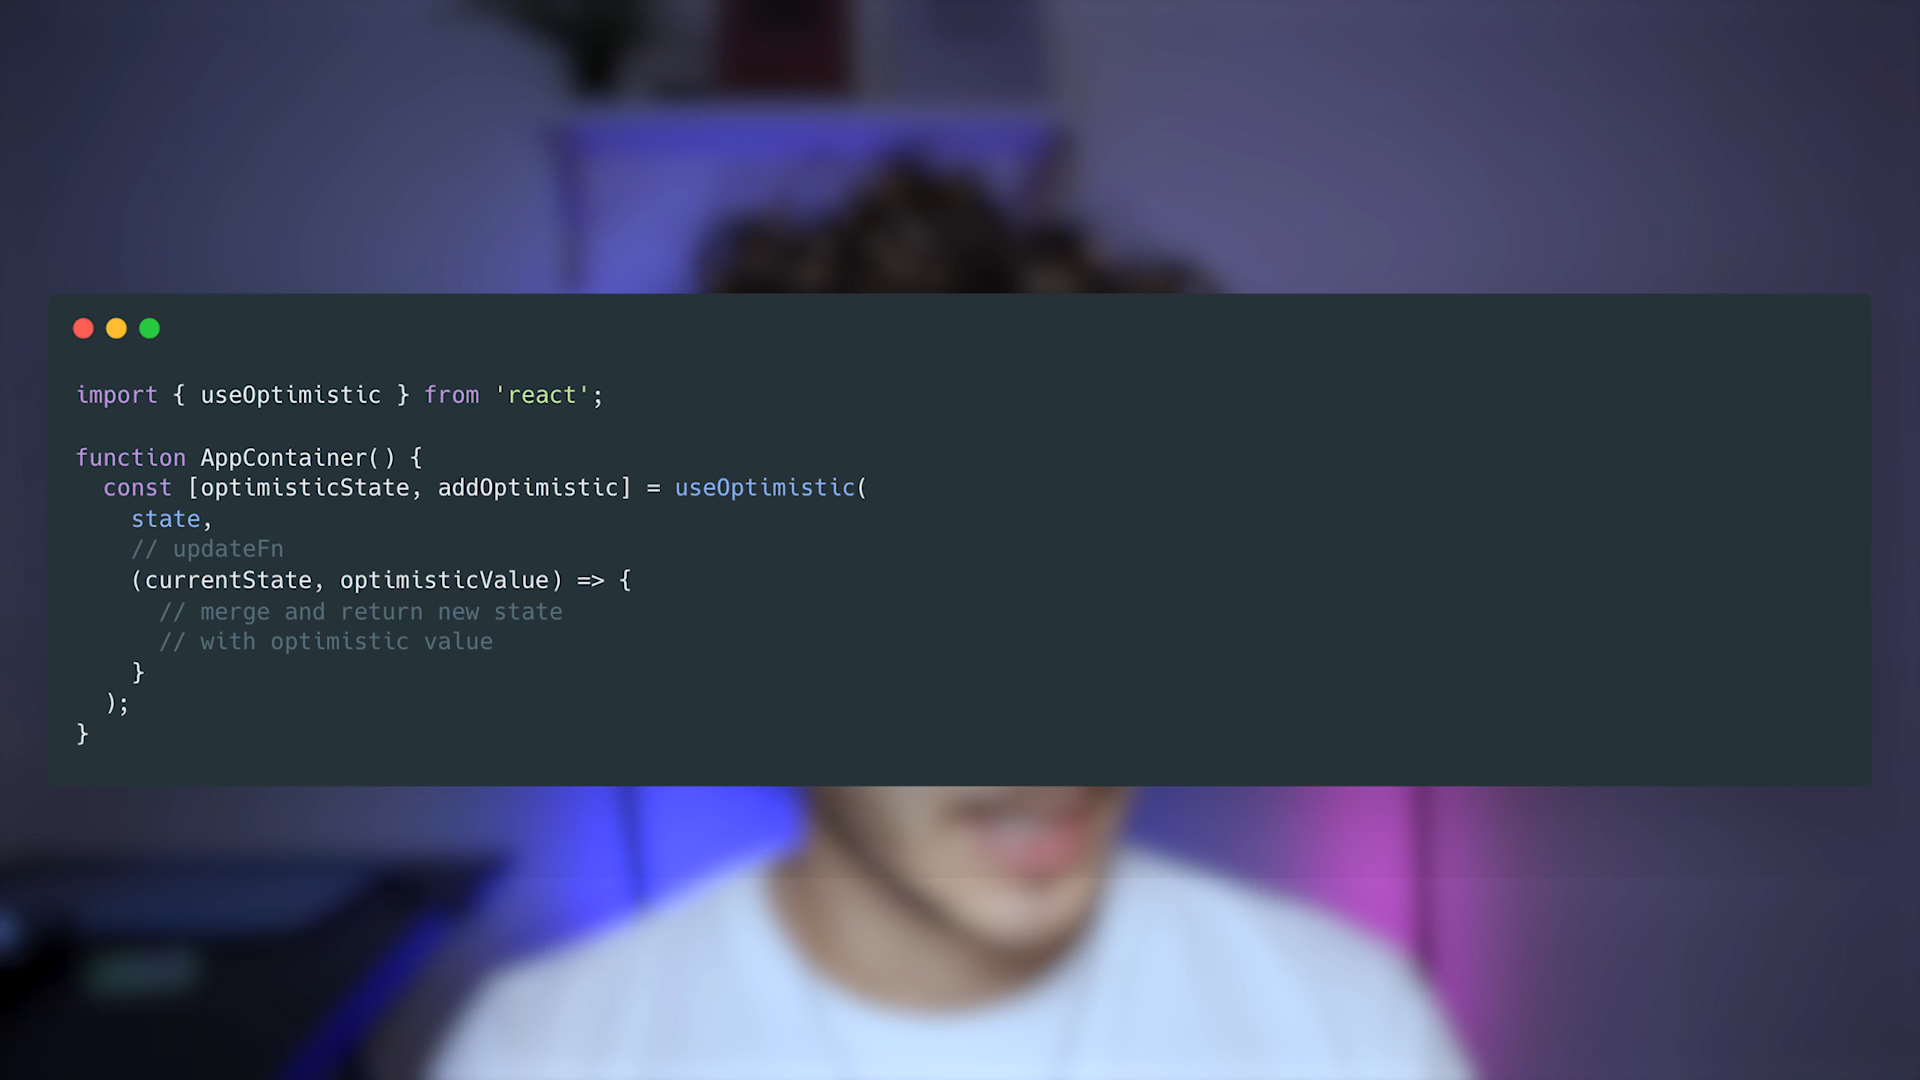 import { useOptimistic } from 'react';
function AppContainer() {
const [optimisticState, addOptimistic] = useOptimistic(
state,
// updateFn
(currentState, optimisticValue) => {
// merge and return new state
// with optimistic value
}
);
}